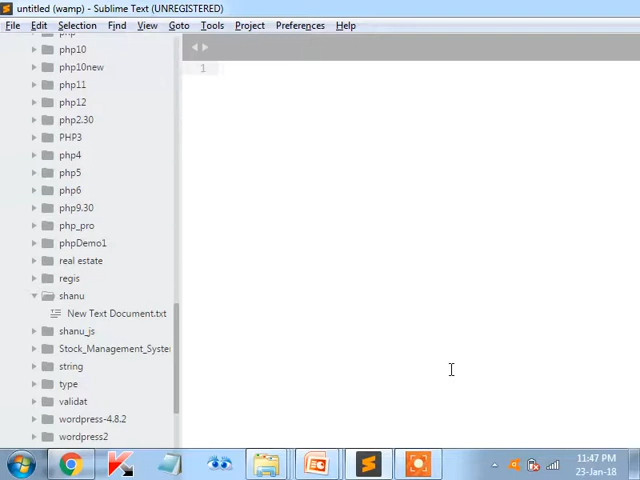 untitled (wamp) - Sublime Text (UNREGISTERED)
File Edit Selection Find View Goto Tools Project Preferences Help
php
php10
1
php10new
php11
php12
php2.30
PHP3
php4
php5
php6
php9.30
php_pro
phpDemo1
real estate
regis
shanu
New Text Document.txt
shanu_js
Stock_Management_Syste
string
type
validat
wordpress-4.8.2
wordpress2
11:47 PM
23-Jan-18